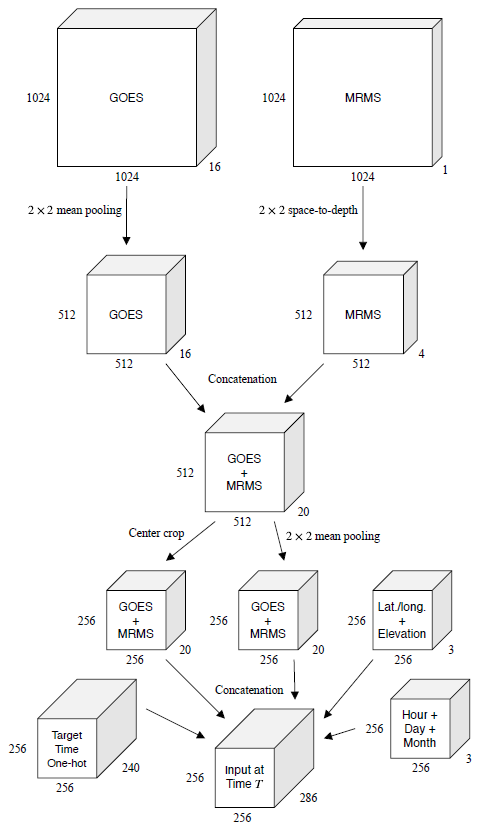 GOES
MRMS
1024
1024
16
1024
1024
1
2 × 2 mean pooling
2 × 2 space-to-depth
GOES
MRMS
512
512
16
512
512
4
Concatenation
GOES
+
MRMS
512
512
20
Center crop
2 × 2 mean pooling
GOES
+
MRMS
256
256
20
GOES
+
MRMS
256
256
20
Lat./long.
+
Elevation
256
256
3
Concatenation
Target
Time
One-hot
256
256
240
Input at
Time T
256
256
286
Hour +
Day +
Month
256
256
3